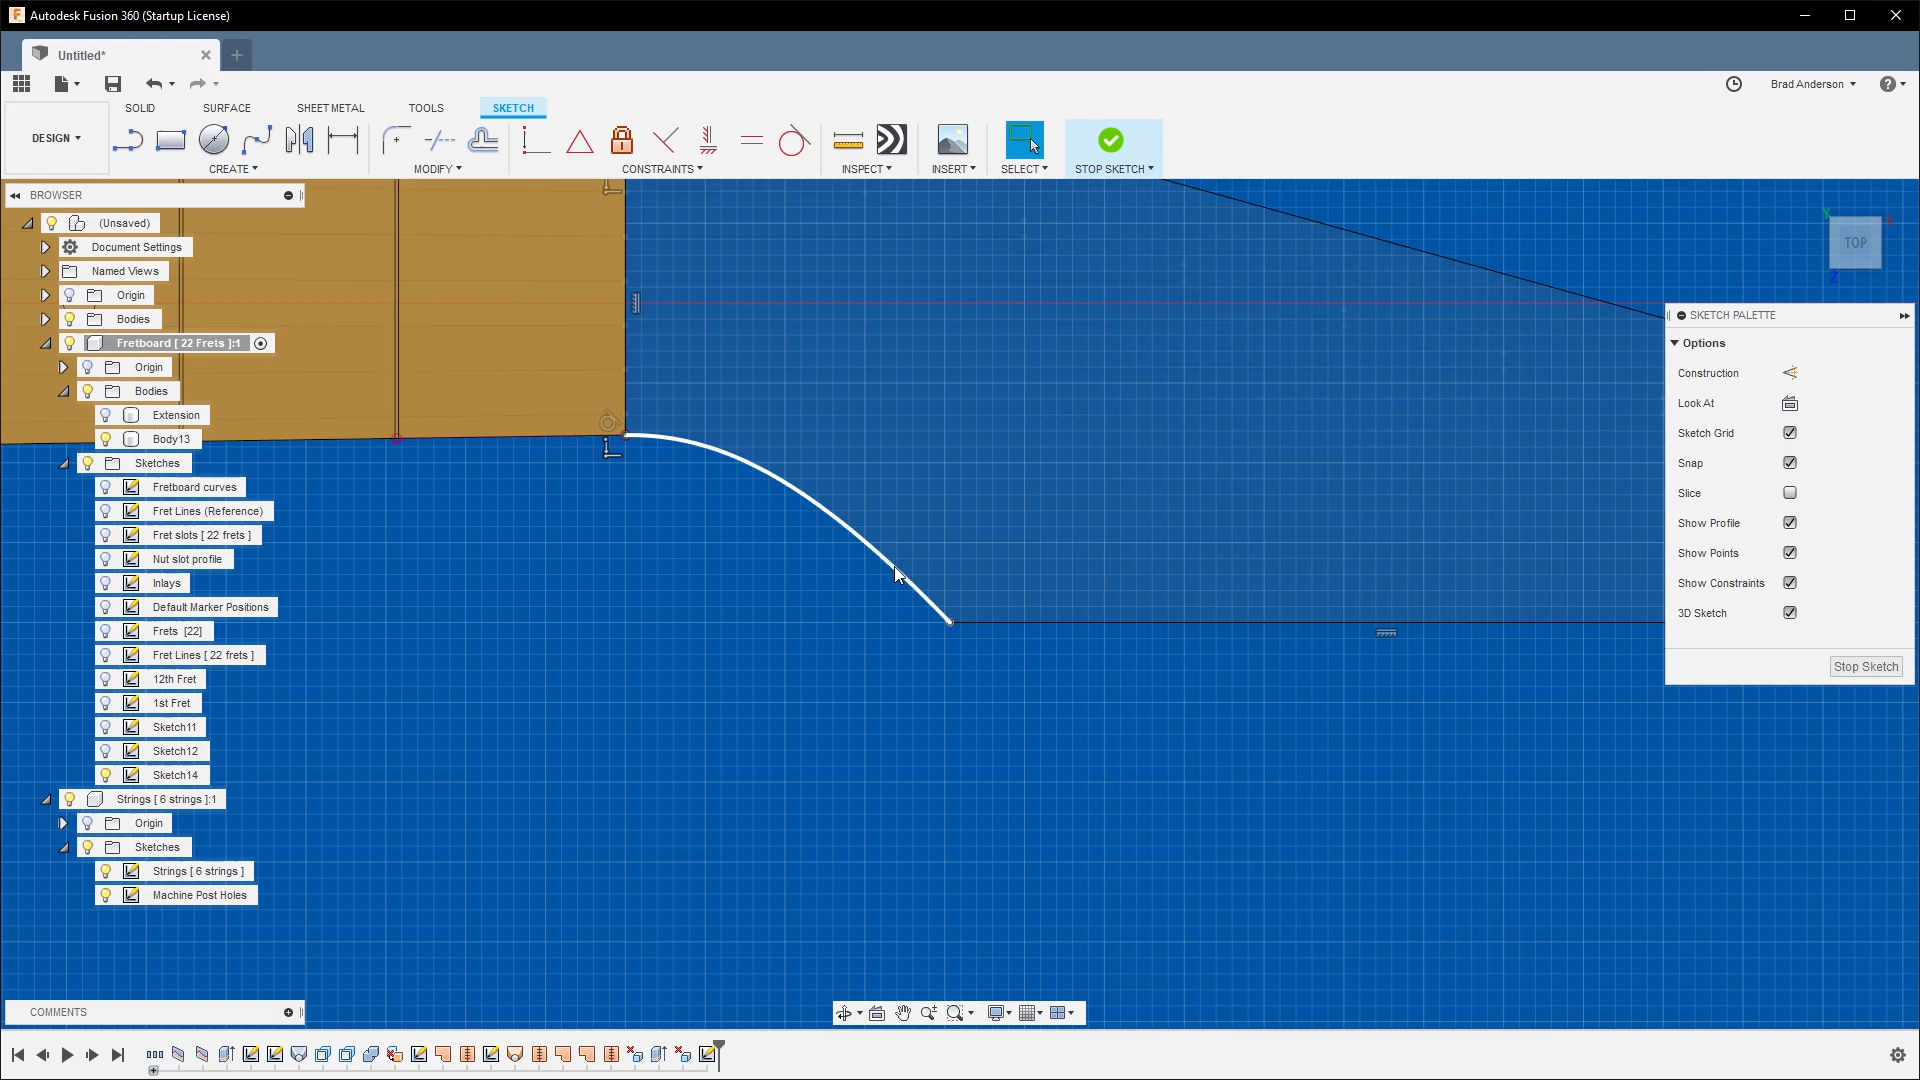 Autodesk Fusion 360 (Startup License)
Untitled*
Brad Anderson
SOLID SURFACE SHEET METAL TOOLS SKETCH
DESIGN
CREATE MODIFY CONSTRAINTS INSPECT INSERT SELECT STOP SKETCH
BROWSER
(Unsaved)
Document Settings
Named Views
Origin
Bodies
Fretboard [ 22 Frets ]:1
Origin
Bodies
Extension
Body13
Sketches
Fretboard curves
Fret Lines (Reference)
Fret slots [ 22 frets ]
Nut slot profile
Inlays
Default Marker Positions
Frets [22]
Fret Lines [ 22 frets ]
12th Fret
1st Fret
Sketch11
Sketch12
Sketch14
Strings [ 6 strings ]:1
Origin
Sketches
Strings [ 6 strings ]
Machine Post Holes
COMMENTS
Y
TOP
X
Z
SKETCH PALETTE
Options
Construction
Look At
Sketch Grid
Snap
Slice
Show Profile
Show Points
Show Constraints
3D Sketch
Stop Sketch